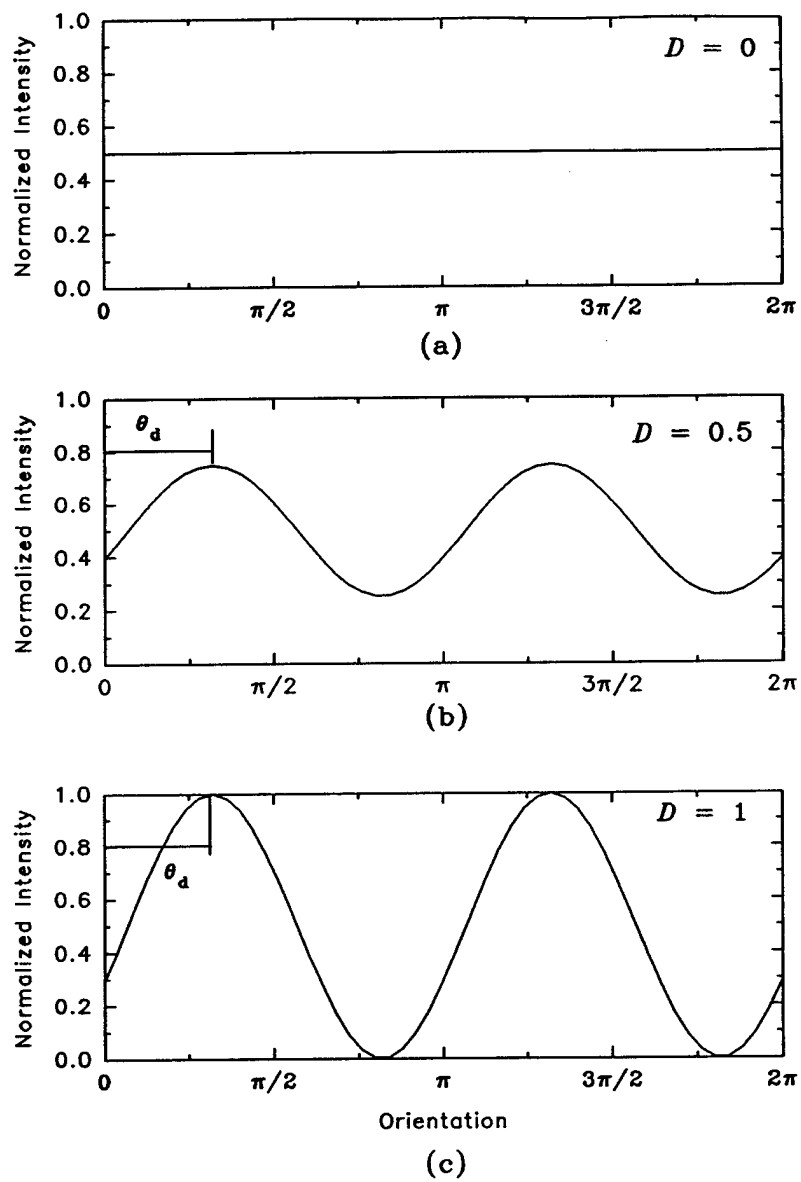 1.0
D = 0
0.8
0.6
0.4
0.2
0.0
Normalized Intensity
0 π/2 π 3π/2 2π
(a)
1.0
θd
D = 0.5
0.8
0.6
0.4
0.2
0.0
Normalized Intensity
0 π/2 π 3π/2 2π
(b)
1.0
D = 1
0.8
θd
0.6
0.4
0.2
0.0
Normalized Intensity
0 π/2 π 3π/2 2π
Orientation
(c)